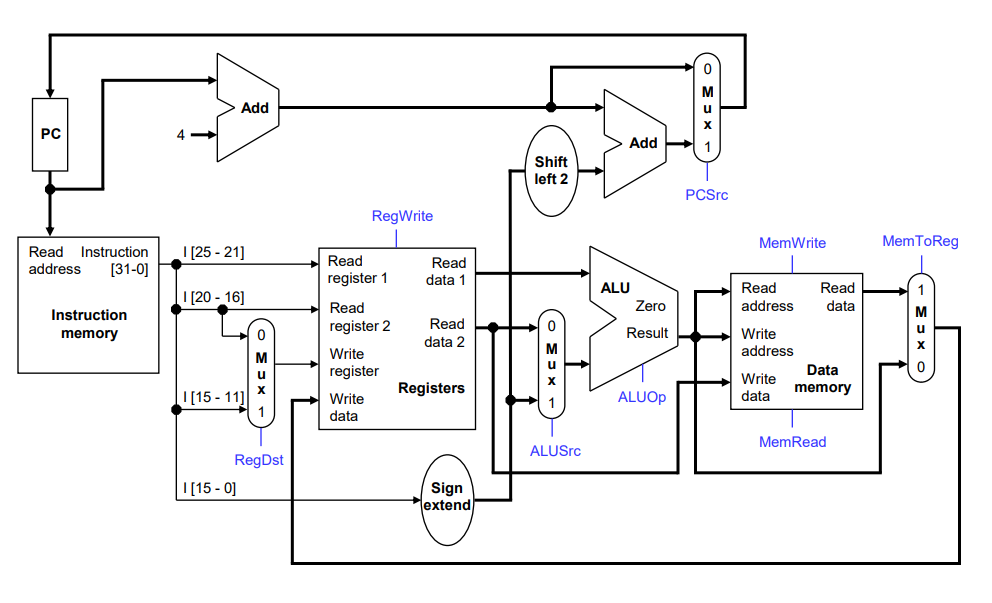 0
M
u
x
1
PCSrc
Add
4
PC
Add
Shift
left 2
RegWrite
MemWrite
MemToReg
Read
address
Instruction
[31-0]
Instruction
memory
I [25 - 21]
I [20 - 16]
I [15 - 11]
I [15 - 0]
0
M
u
x
1
RegDst
Read
register 1
Read
data 1
Read
register 2
Read
data 2
Write
register
Write
data
Registers
Sign
extend
0
M
u
x
1
ALUSrc
ALU
Zero
Result
ALUOp
Read
address
Read
data
Write
address
Write
data
Data
memory
MemRead
1
M
u
x
0